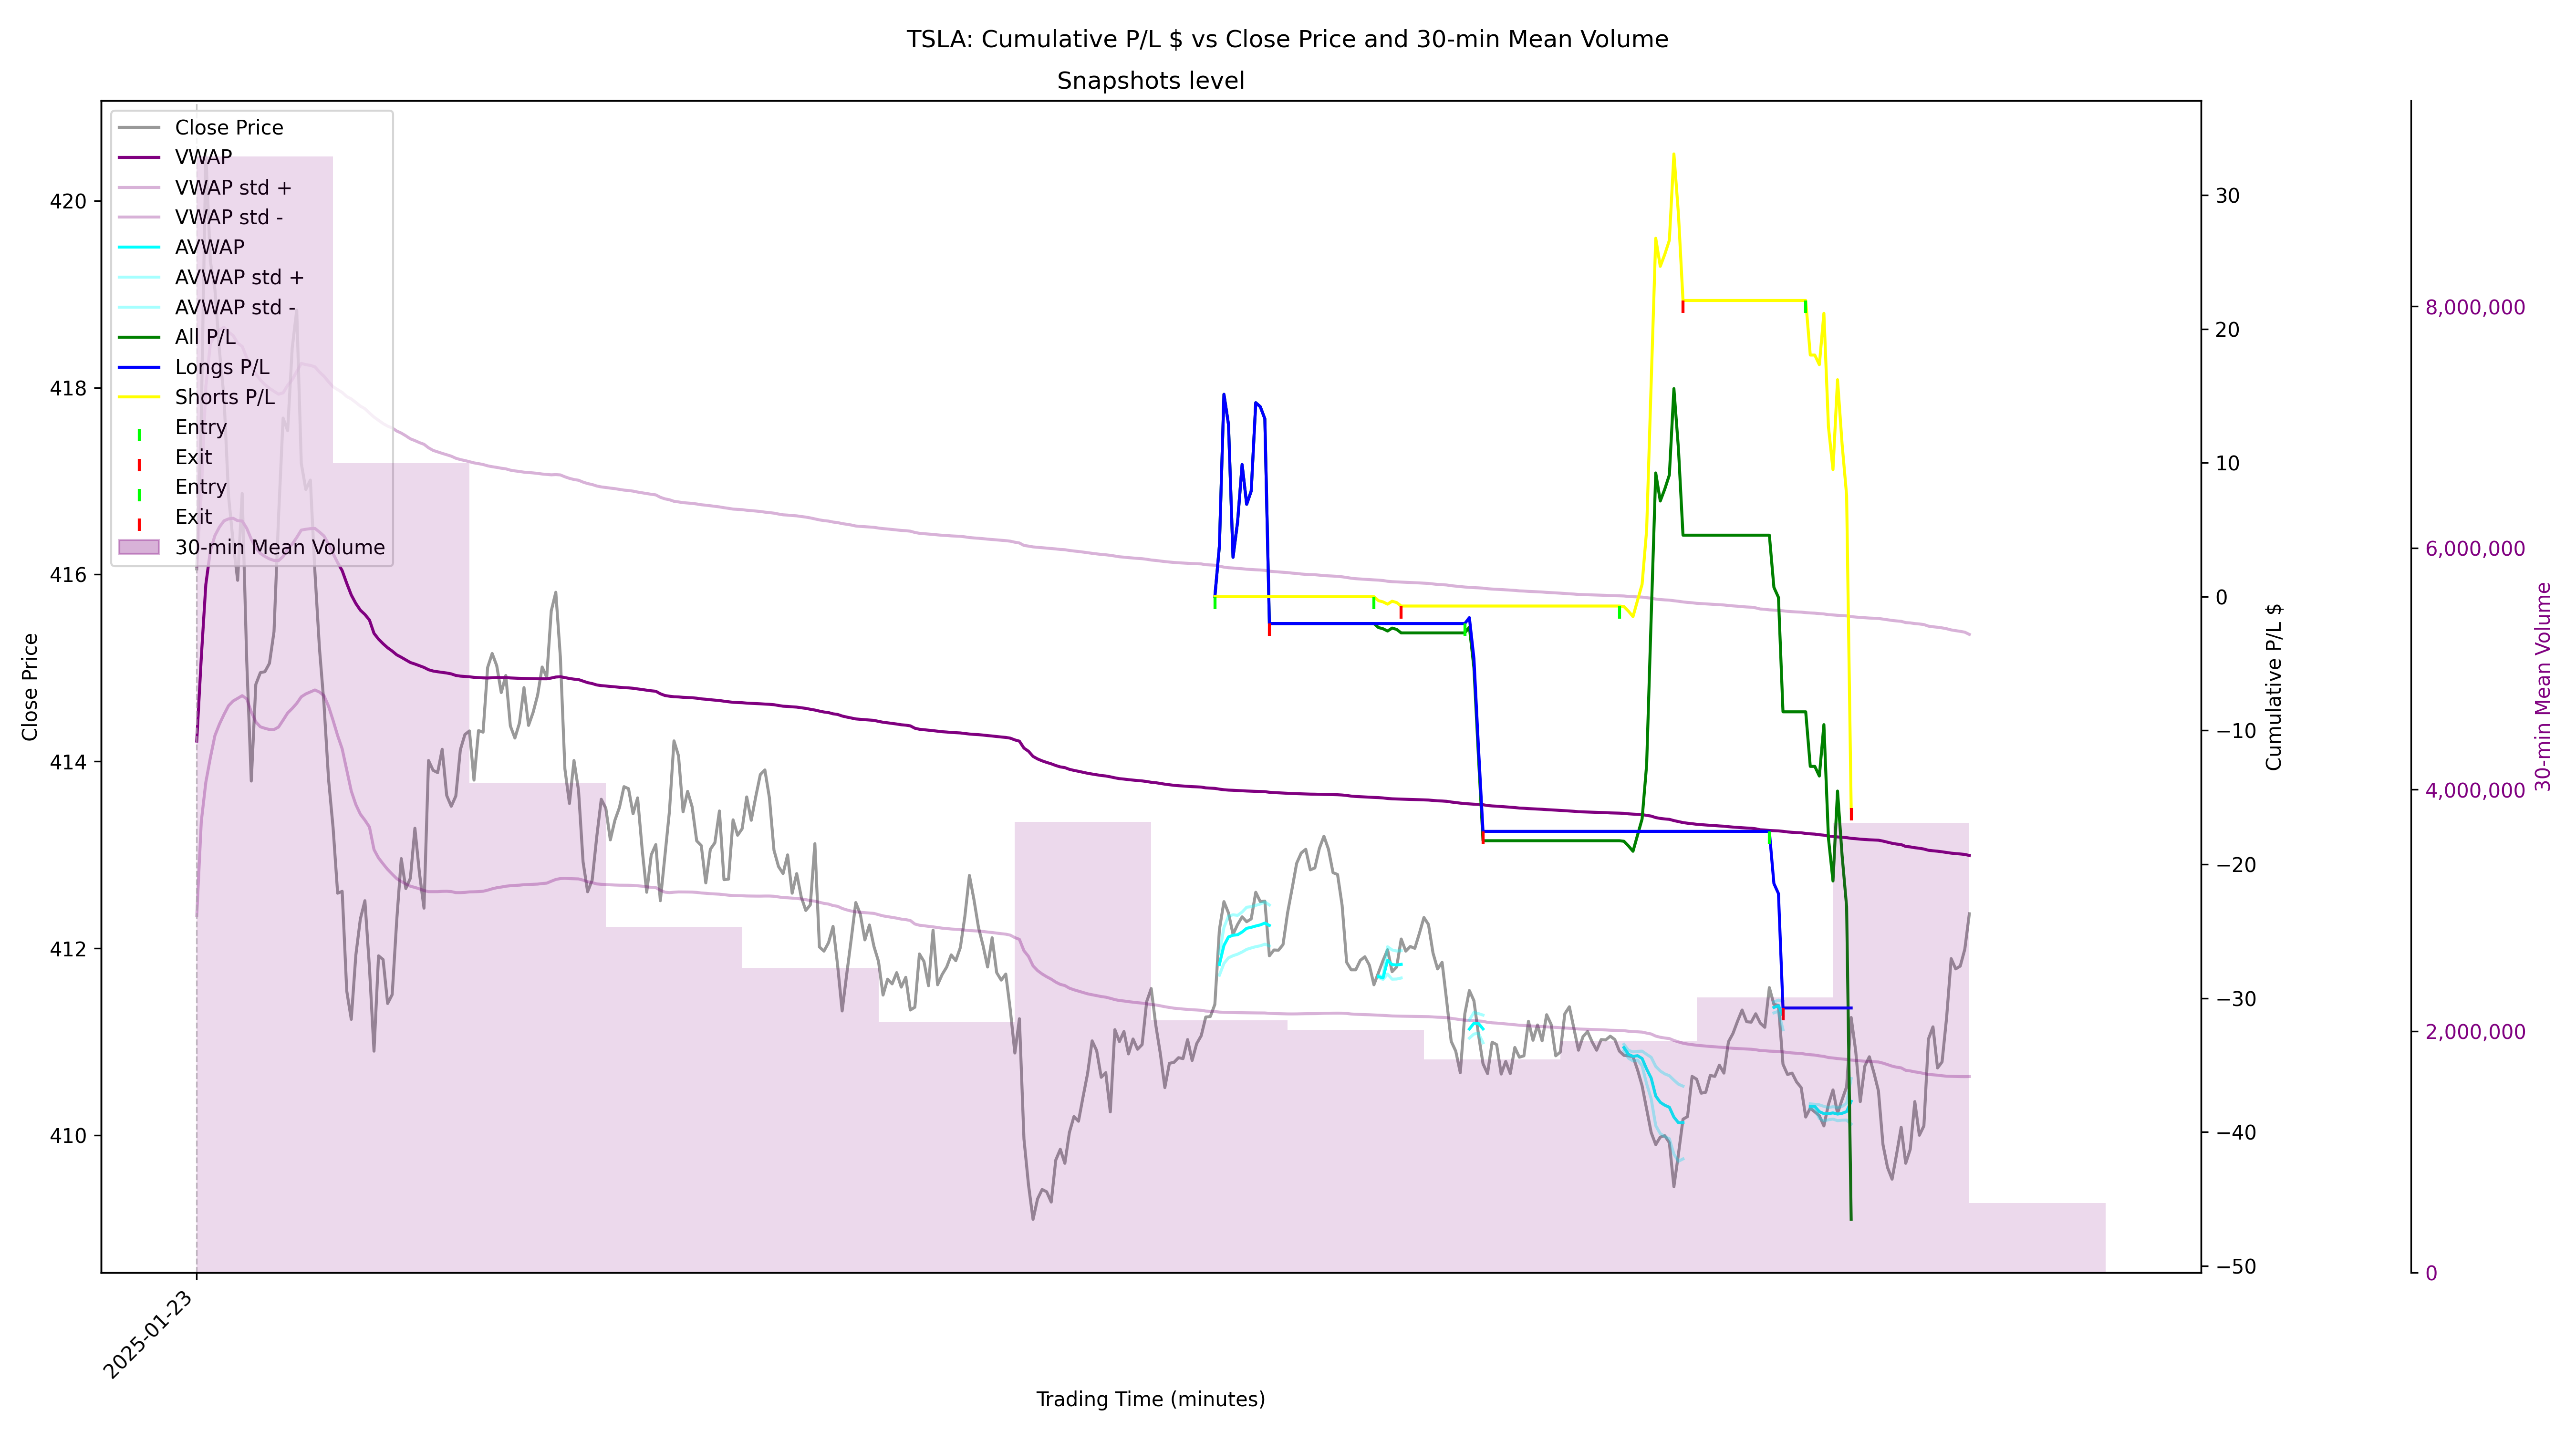 TSLA: Cumulative P/L $ vs Close Price and 30-min Mean Volume
Snapshots level
Close Price
VWAP
VWAP std +
VWAP std -
AVWAP
AVWAP std +
AVWAP std -
All P/L
Longs P/L
Shorts P/L
Entry
Exit
Entry
Exit
30-min Mean Volume
420
418
416
414
412
410
Close Price
30
20
10
0
−10
−20
−30
−40
−50
Cumulative P/L $
8,000,000
6,000,000
4,000,000
2,000,000
0
30-min Mean Volume
2025-01-23
Trading Time (minutes)